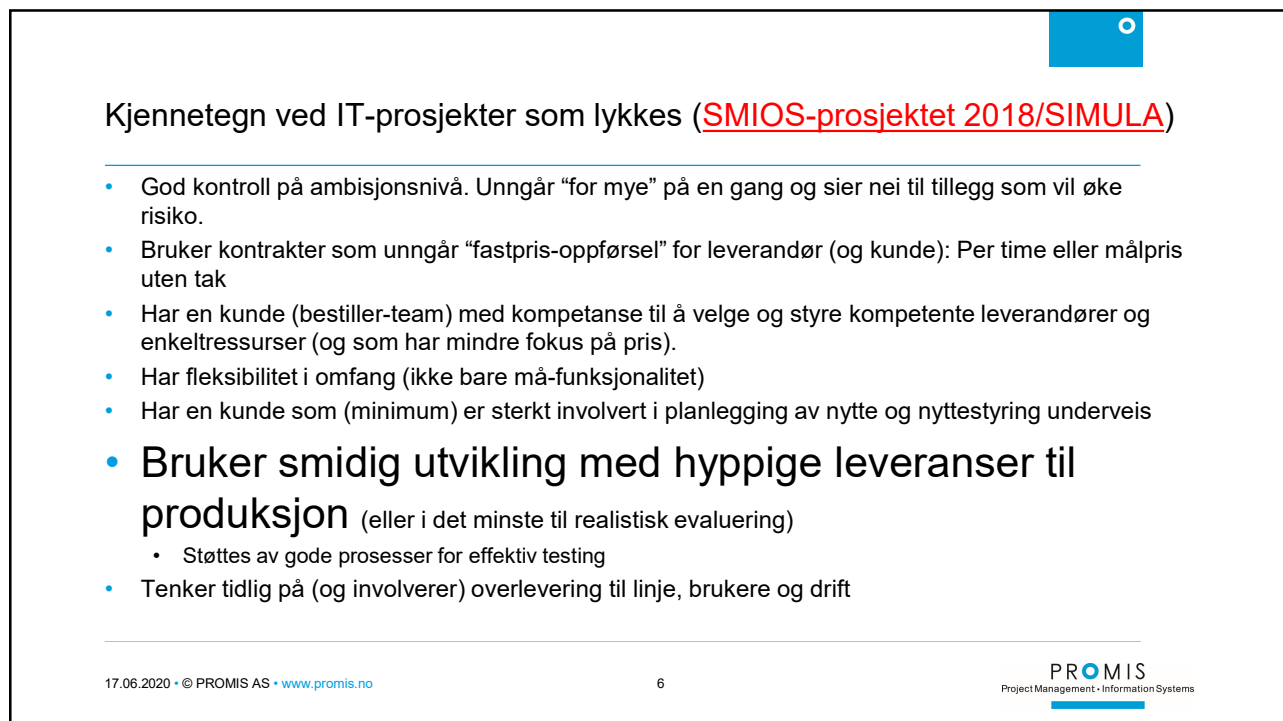 Kjennetegn ved IT-prosjekter som lykkes (SMIOS-prosjektet 2018/SIMULA)
• God kontroll på ambisjonsnivå. Unngår “for mye” på en gang og sier nei til tillegg som vil øke
risiko.
• Bruker kontrakter som unngår “fastpris-oppførsel” for leverandør (og kunde): Per time eller målpris
uten tak
• Har en kunde (bestiller-team) med kompetanse til å velge og styre kompetente leverandører og
enkeltressurser (og som har mindre fokus på pris).
• Har fleksibilitet i omfang (ikke bare må-funksjonalitet)
• Har en kunde som (minimum) er sterkt involvert i planlegging av nytte og nyttestyring underveis
• Bruker smidig utvikling med hyppige leveranser til
produksjon (eller i det minste til realistisk evaluering)
• Støttes av gode prosesser for effektiv testing
• Tenker tidlig på (og involverer) overlevering til linje, brukere og drift
17.06.2020 • © PROMIS AS • www.promis.no
6
PROMIS
Project Management • Information Systems